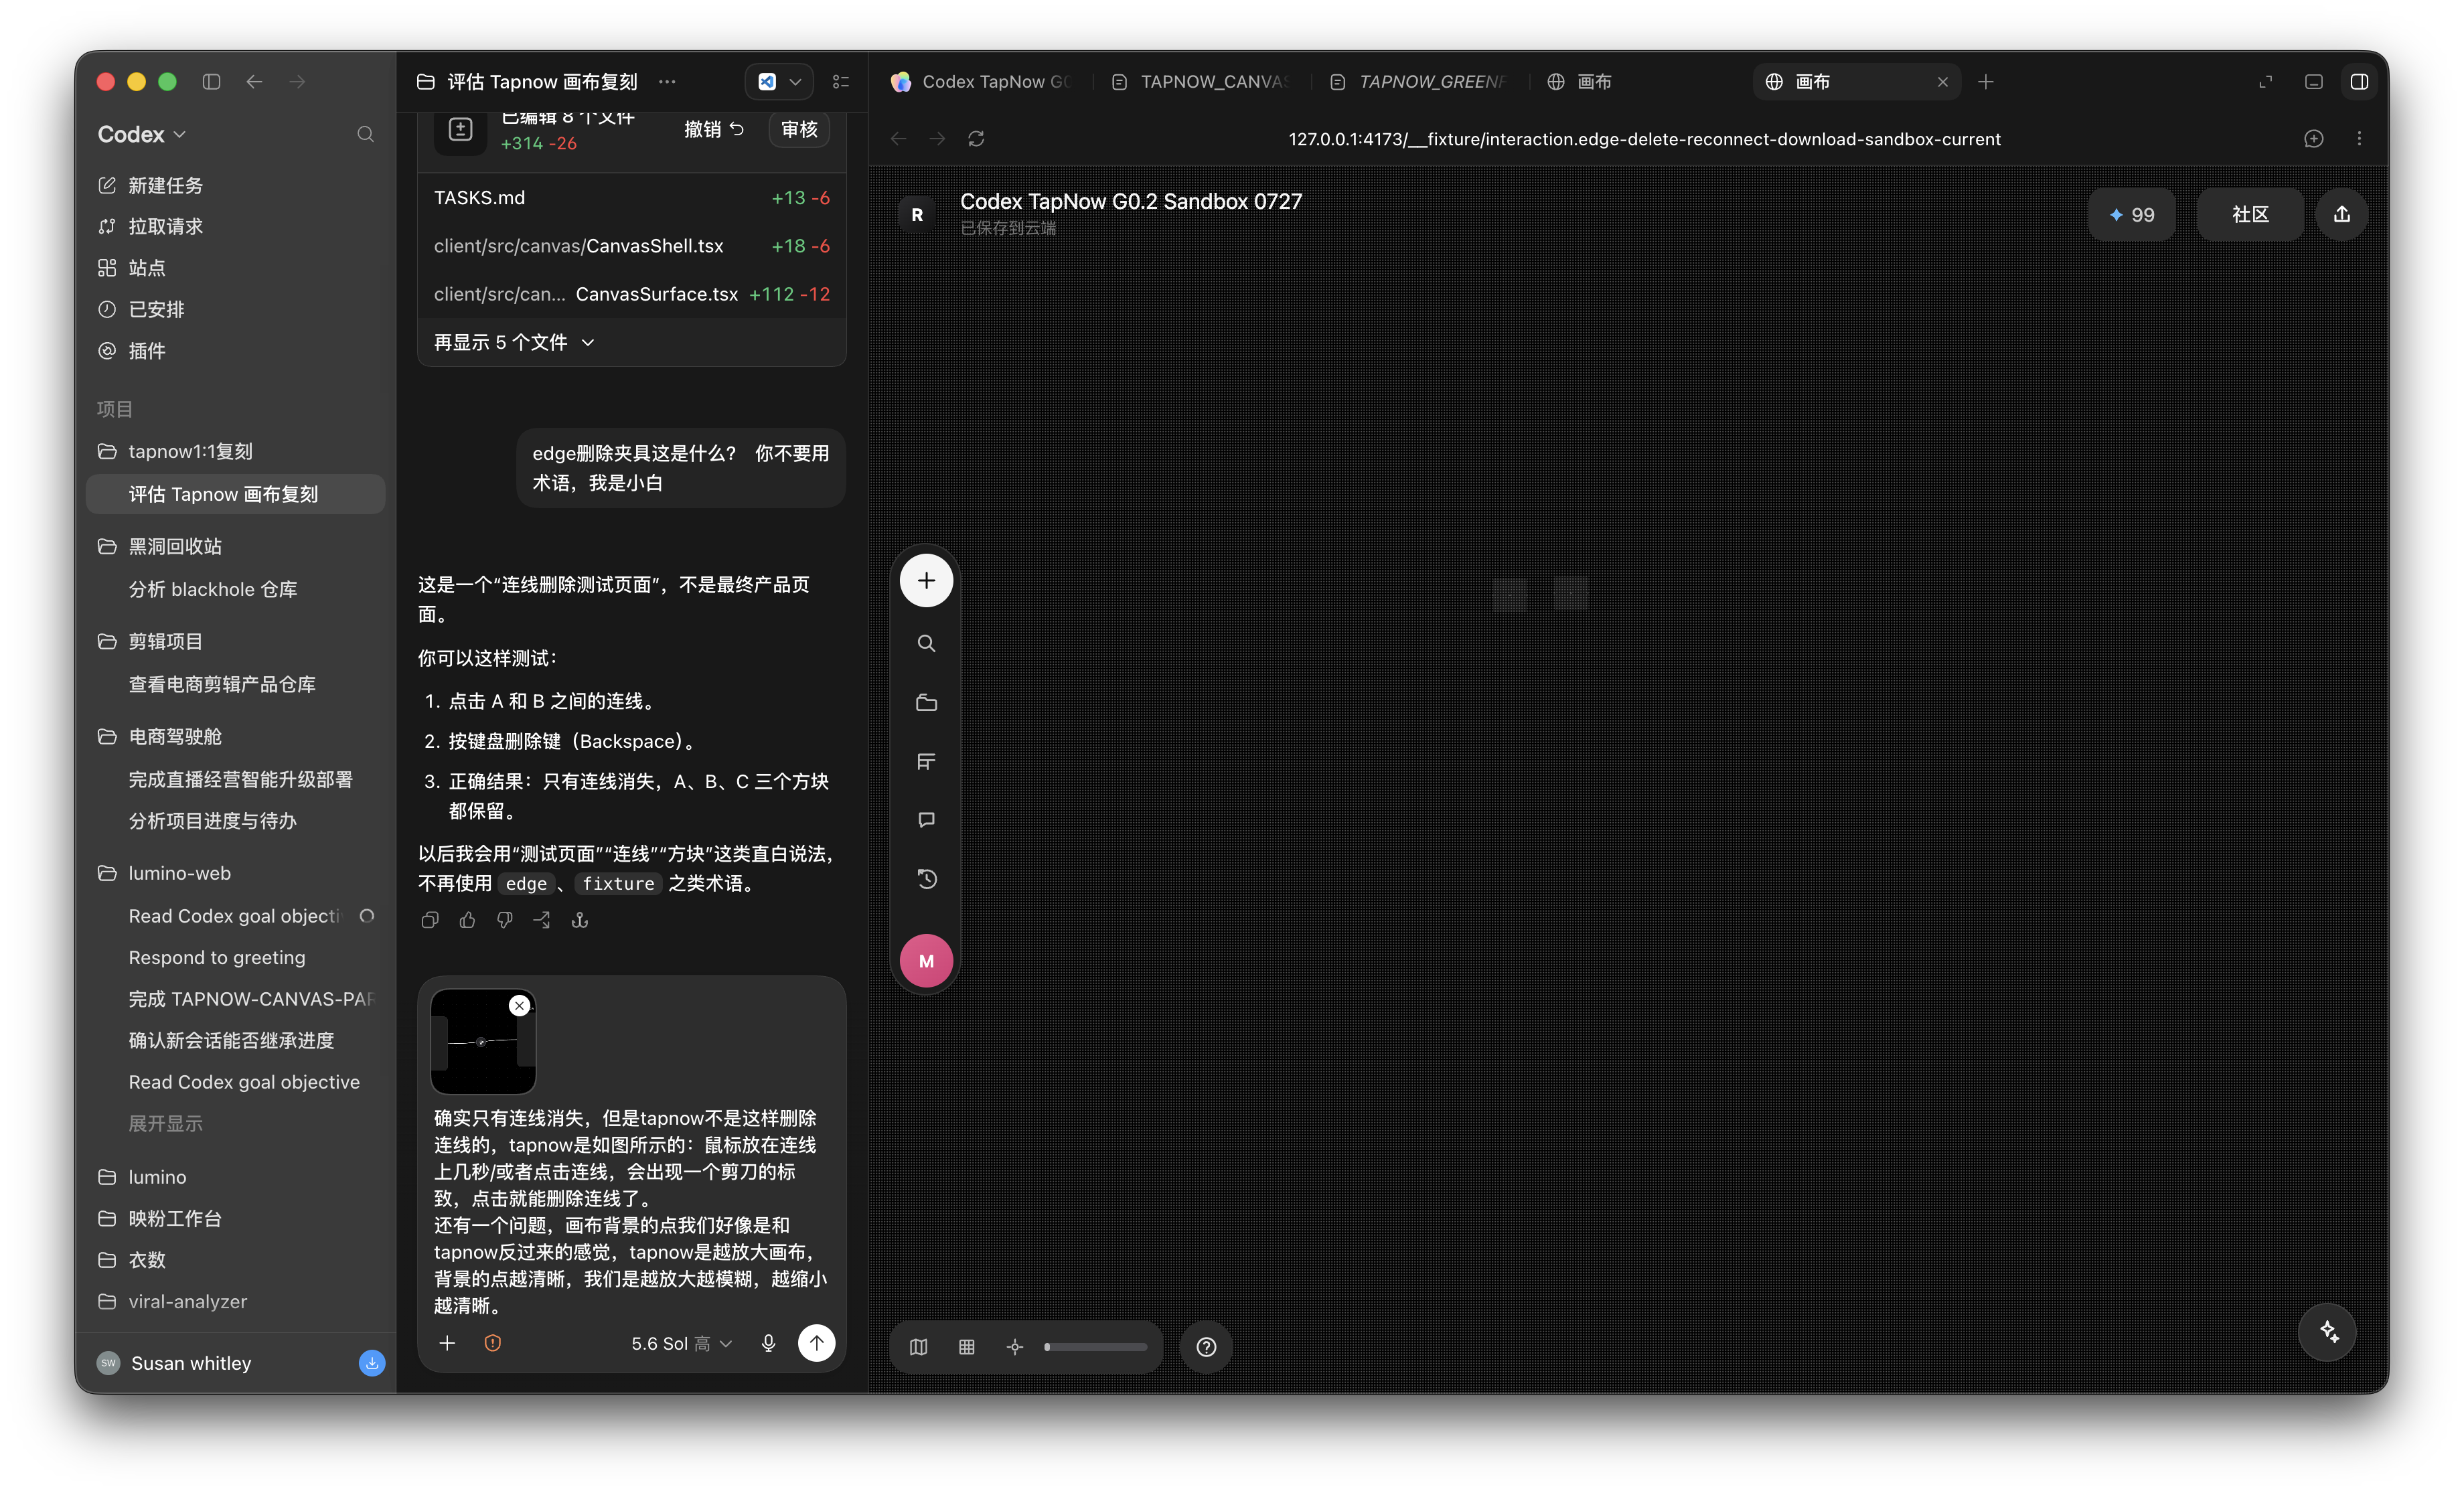 Codex
新建任务
拉取请求
站点
已安排
插件
项目
tapnow1:1复刻
评估 Tapnow 画布复刻
黑洞回收站
分析 blackhole 仓库
剪辑项目
查看电商剪辑产品仓库
电商驾驶舱
完成直播经营智能升级部署
分析项目进度与待办
lumino-web
Read Codex goal objecti
Respond to greeting
完成 TAPNOW-CANVAS-PAR
确认新会话能否继承进度
Read Codex goal objective
展开显示
lumino
映粉工作台
衣数
viral-analyzer
SW Susan whitley
评估 Tapnow 画布复刻
已编辑 8 个文件
+314 -26
撤销
审核
TASKS.md +13 -6
client/src/canvas/CanvasShell.tsx +18 -6
client/src/can... CanvasSurface.tsx +112 -12
再显示 5 个文件
edge删除夹具这是什么？ 你不要用
术语，我是小白
这是一个“连线删除测试页面”，不是最终产品页
面。
你可以这样测试：
1. 点击 A 和 B 之间的连线。
2. 按键盘删除键（Backspace）。
3. 正确结果：只有连线消失，A、B、C 三个方块
都保留。
以后我会用“测试页面”“连线”“方块”这类直白说法，
不再使用 edge、fixture 之类术语。
确实只有连线消失，但是tapnow不是这样删除
连线的，tapnow是如图所示的：鼠标放在连线
上几秒/或者点击连线，会出现一个剪刀的标
致，点击就能删除连线了。
还有一个问题，画布背景的点我们好像是和
tapnow反过来的感觉，tapnow是越放大画布，
背景的点越清晰，我们是越放大越模糊，越缩小
越清晰。
5.6 Sol 高
Codex TapNow G0
TAPNOW_CANVAS
TAPNOW_GREENF
画布
画布
127.0.0.1:4173/__fixture/interaction.edge-delete-reconnect-download-sandbox-current
R
Codex TapNow G0.2 Sandbox 0727
已保存到云端
99
社区
M